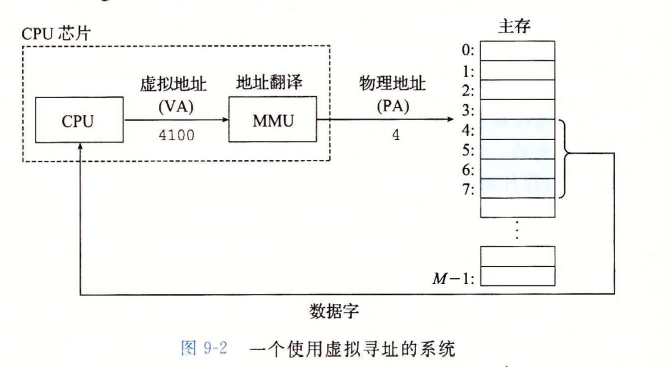 CPU 芯片
主存
虚拟地址
(VA)
4100
地址翻译
物理地址
(PA)
4
CPU
MMU
0:
1:
2:
3:
4:
5:
6:
7:
M−1:
数据字
图 9-2 一个使用虚拟寻址的系统